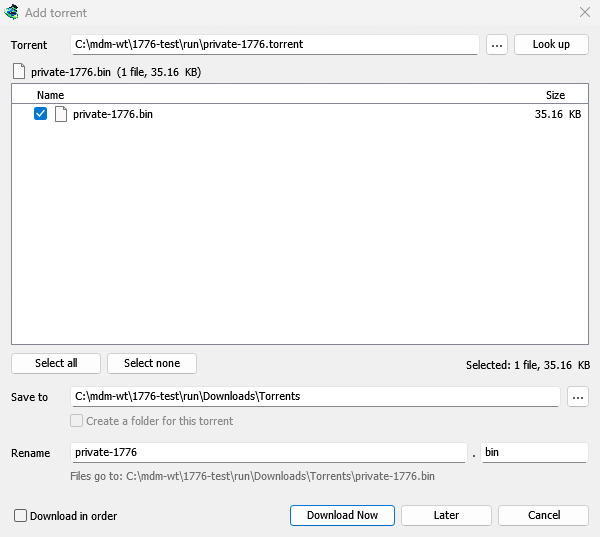 Add torrent
Torrent C:\mdm-wt\1776-test\run\private-1776.torrent ... Look up
private-1776.bin (1 file, 35.16 KB)
Name Size
private-1776.bin 35.16 KB
Select all Select none Selected: 1 file, 35.16 KB
Save to C:\mdm-wt\1776-test\run\Downloads\Torrents ...
Create a folder for this torrent
Rename private-1776 . bin
Files go to: C:\mdm-wt\1776-test\run\Downloads\Torrents\private-1776.bin
Download in order Download Now Later Cancel